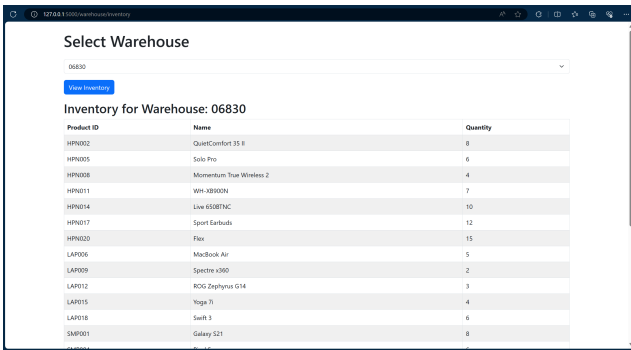 127.0.0.1:5000/warehouse/inventory
Select Warehouse
06830
View Inventory
Inventory for Warehouse: 06830
Product ID Name Quantity
HPN002 QuietComfort 35 II 8
HPN005 Solo Pro 6
HPN008 Momentum True Wireless 2 4
HPN011 WH-XB900N 7
HPN014 Live 650BTNC 10
HPN017 Sport Earbuds 12
HPN020 Flex 15
LAP006 MacBook Air 5
LAP009 Spectre x360 2
LAP012 ROG Zephyrus G14 3
LAP015 Yoga 7i 4
LAP018 Swift 3 6
SMP001 Galaxy S21 8